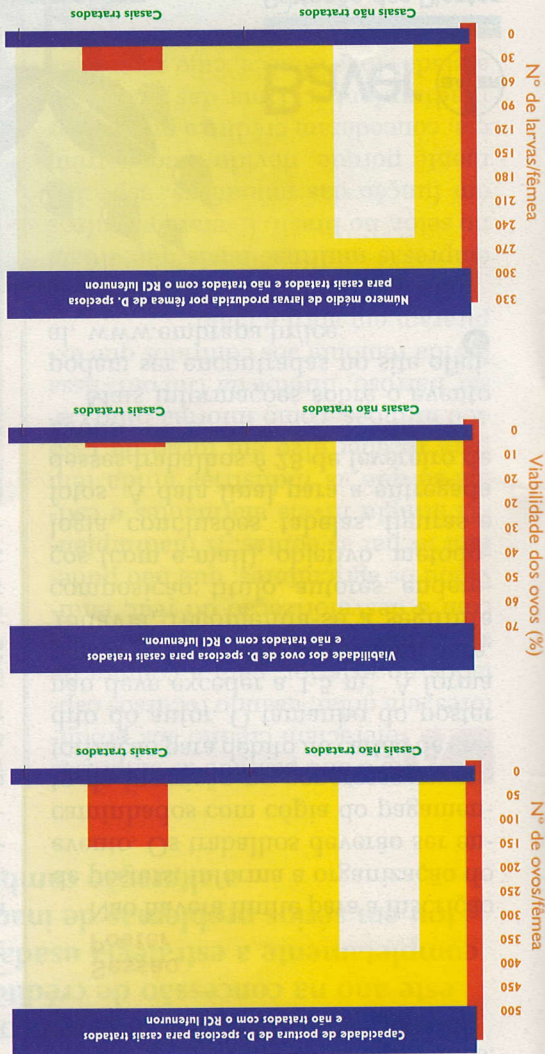 Capacidade de postura de D. speciosa para casais tratados
e não tratados com o RCI lufenuron
Nº de ovos/fêmea
500
450
400
350
300
250
200
150
100
50
0
Casais não tratados
Casais tratados
Viabilidade dos ovos de D. speciosa para casais tratados
e não tratados com o RCI lufenuron.
Viabilidade dos ovos (%)
70
60
50
40
30
20
10
0
Casais não tratados
Casais tratados
Número médio de larvas produzida por fêmea de D. speciosa
para casais tratados e não tratados com o RCI lufenuron
Nº de larvas/fêmea
330
300
270
240
210
180
150
120
90
60
30
0
Casais não tratados
Casais tratados